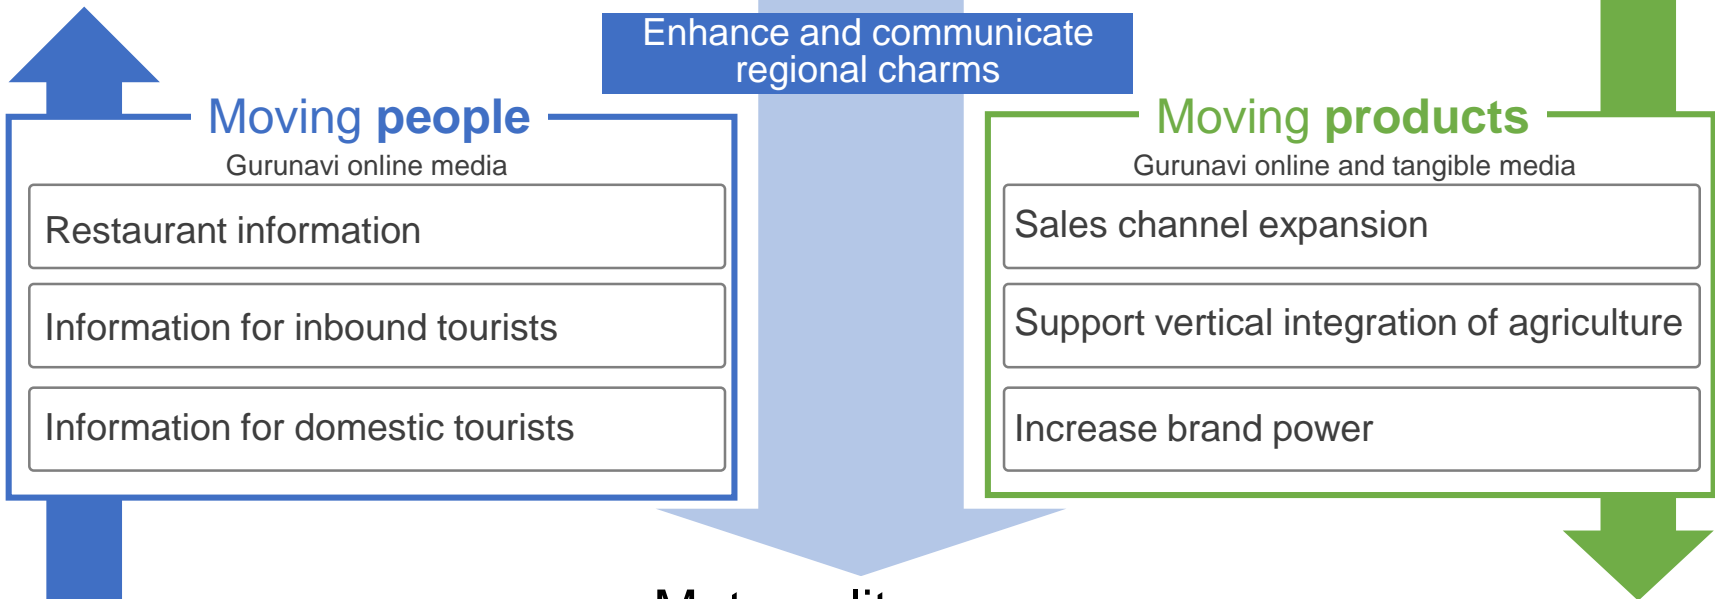 Enhance and communicate
regional charms
Moving people
Gurunavi online media
Restaurant information
Information for inbound tourists
Information for domestic tourists
Moving products
Gurunavi online and tangible media
Sales channel expansion
Support vertical integration of agriculture
Increase brand power